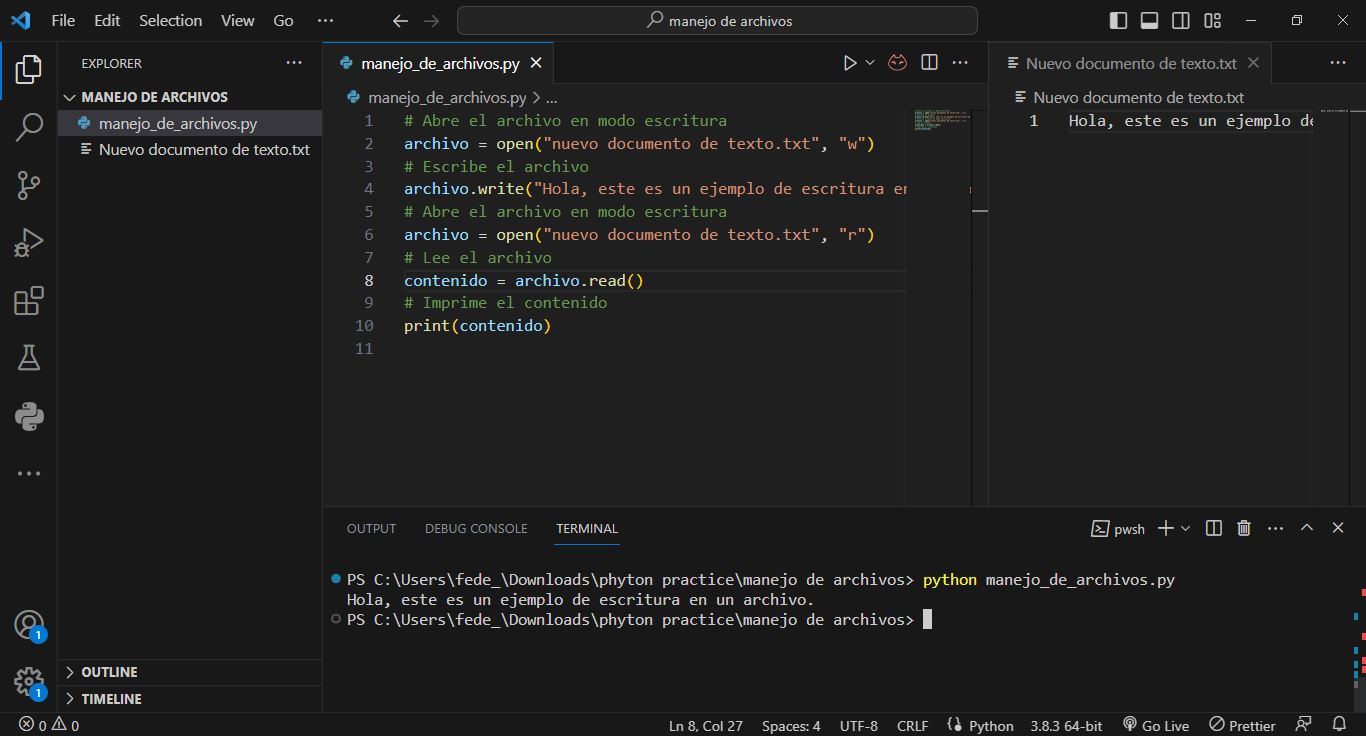 File Edit Selection View Go ··· manejo de archivos
EXPLORER ···
MANEJO DE ARCHIVOS
manejo_de_archivos.py
Nuevo documento de texto.txt
OUTLINE
TIMELINE
manejo_de_archivos.py
manejo_de_archivos.py > ...
1 # Abre el archivo en modo escritura
2 archivo = open("nuevo documento de texto.txt", "w")
3 # Escribe el archivo
4 archivo.write("Hola, este es un ejemplo de escritura en
5 # Abre el archivo en modo escritura
6 archivo = open("nuevo documento de texto.txt", "r")
7 # Lee el archivo
8 contenido = archivo.read()
9 # Imprime el contenido
10 print(contenido)
11
Nuevo documento de texto.txt
Nuevo documento de texto.txt
1 Hola, este es un ejemplo de
OUTPUT DEBUG CONSOLE TERMINAL pwsh
PS C:\Users\fede_\Downloads\phyton practice\manejo de archivos> python manejo_de_archivos.py
Hola, este es un ejemplo de escritura en un archivo.
PS C:\Users\fede_\Downloads\phyton practice\manejo de archivos>
1
1
0 0 Ln 8, Col 27 Spaces: 4 UTF-8 CRLF Python 3.8.3 64-bit Go Live Prettier